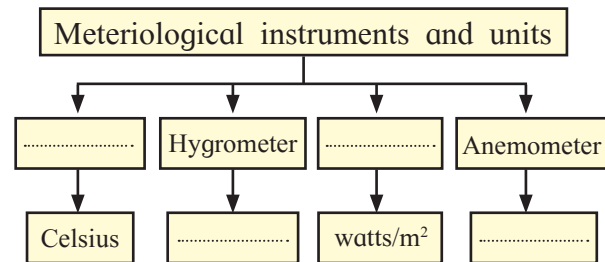 Meteriological instruments and units
........................ Hygrometer ........................ Anemometer
Celsius ........................ watts/m² ........................